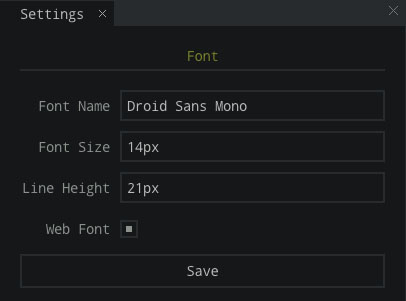 Settings
Font
Font Name Droid Sans Mono
Font Size 14px
Line Height 21px
Web Font
Save